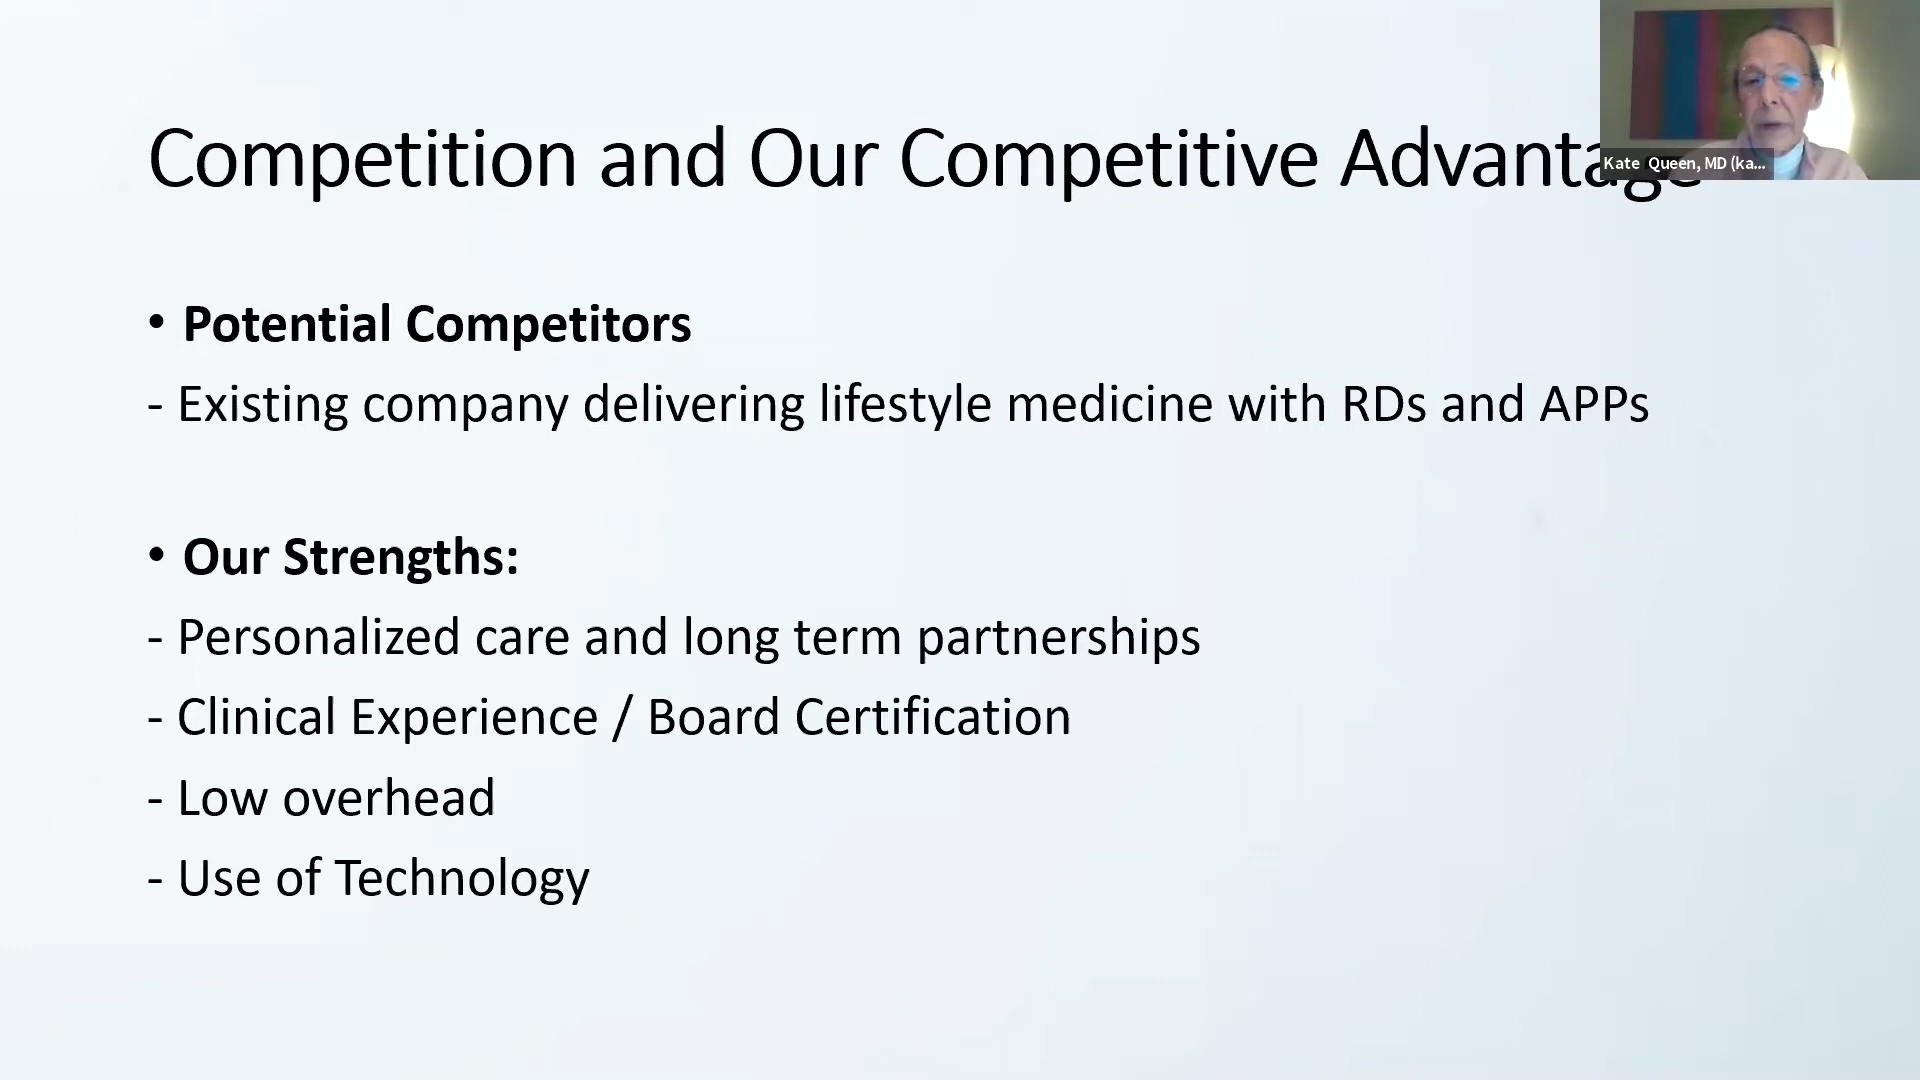 Competition and Our Competitive Advantage
Kate Queen, MD (ka...
• Potential Competitors
- Existing company delivering lifestyle medicine with RDs and APPs
• Our Strengths:
- Personalized care and long term partnerships
- Clinical Experience / Board Certification
- Low overhead
- Use of Technology